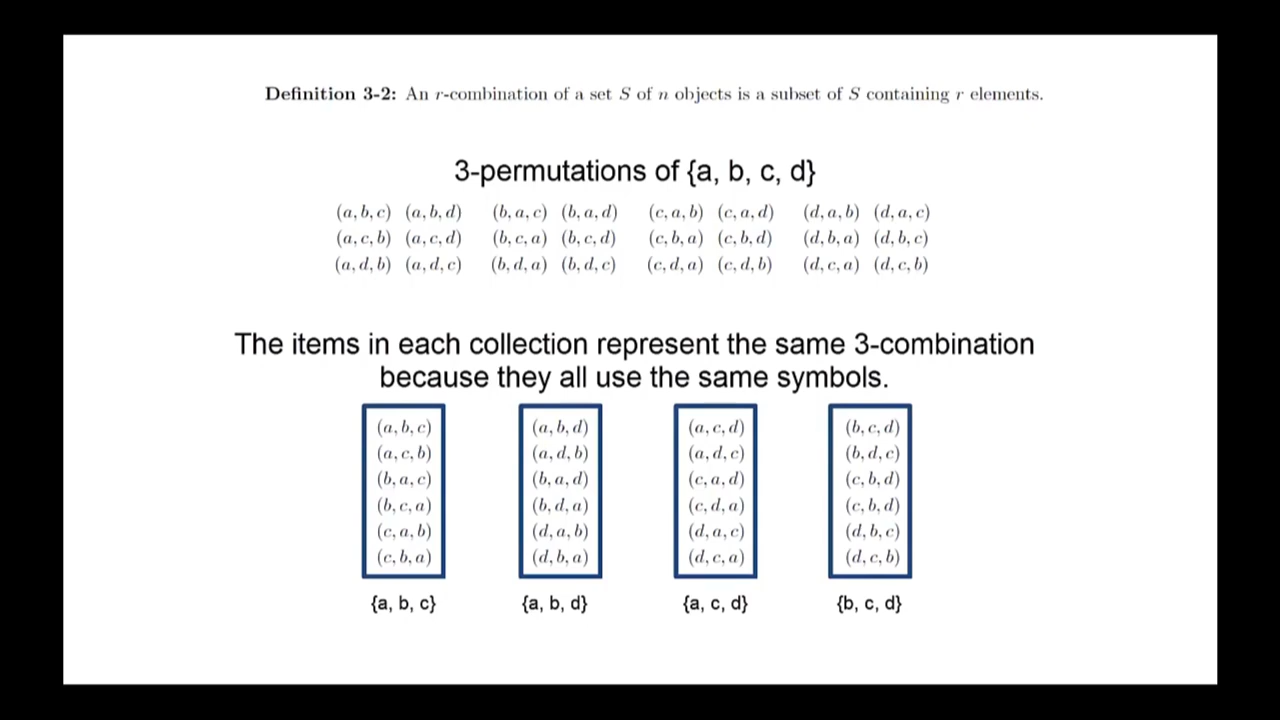 Definition 3-2: An r-combination of a set S of n objects is a subset of S containing r elements.
3-permutations of {a, b, c, d}
(a, b, c) (a, b, d) (b, a, c) (b, a, d) (c, a, b) (c, a, d) (d, a, b) (d, a, c)
(a, c, b) (a, c, d) (b, c, a) (b, c, d) (c, b, a) (c, b, d) (d, b, a) (d, b, c)
(a, d, b) (a, d, c) (b, d, a) (b, d, c) (c, d, a) (c, d, b) (d, c, a) (d, c, b)
The items in each collection represent the same 3-combination
because they all use the same symbols.
(a, b, c) (a, b, d) (a, c, d) (b, c, d)
(a, c, b) (a, d, b) (a, d, c) (b, d, c)
(b, a, c) (b, a, d) (c, a, d) (c, b, d)
(b, c, a) (b, d, a) (c, d, a) (c, b, d)
(c, a, b) (d, a, b) (d, a, c) (d, b, c)
(c, b, a) (d, b, a) (d, c, a) (d, c, b)
{a, b, c} {a, b, d} {a, c, d} {b, c, d}